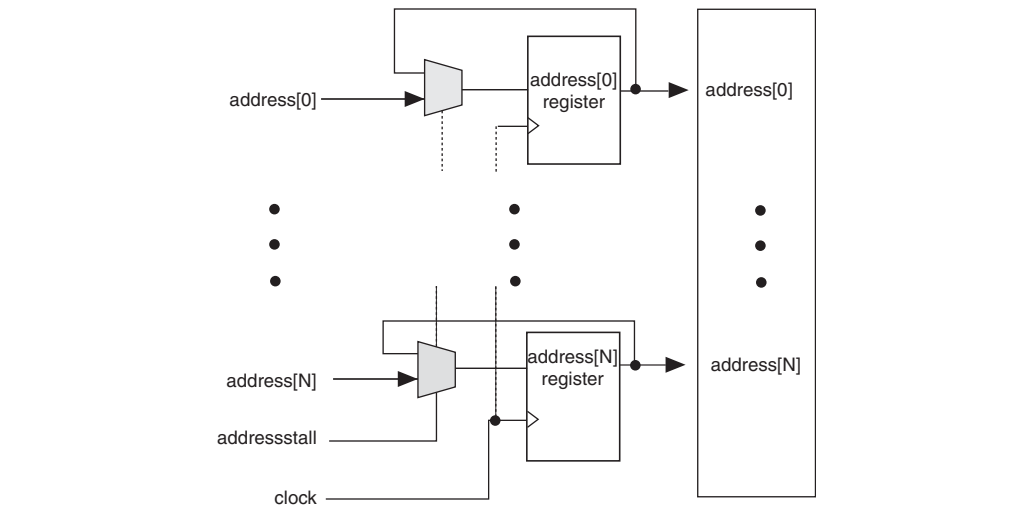 address[0]
address[0]
register
address[0]
address[N]
address[N]
register
address[N]
addressstall
clock